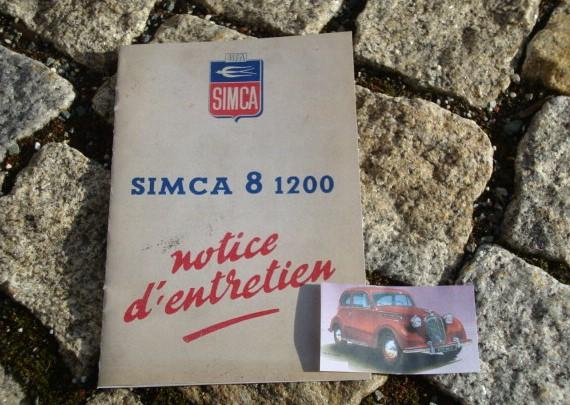 SIMCA
SIMCA 8 1200
notice
d'entretien